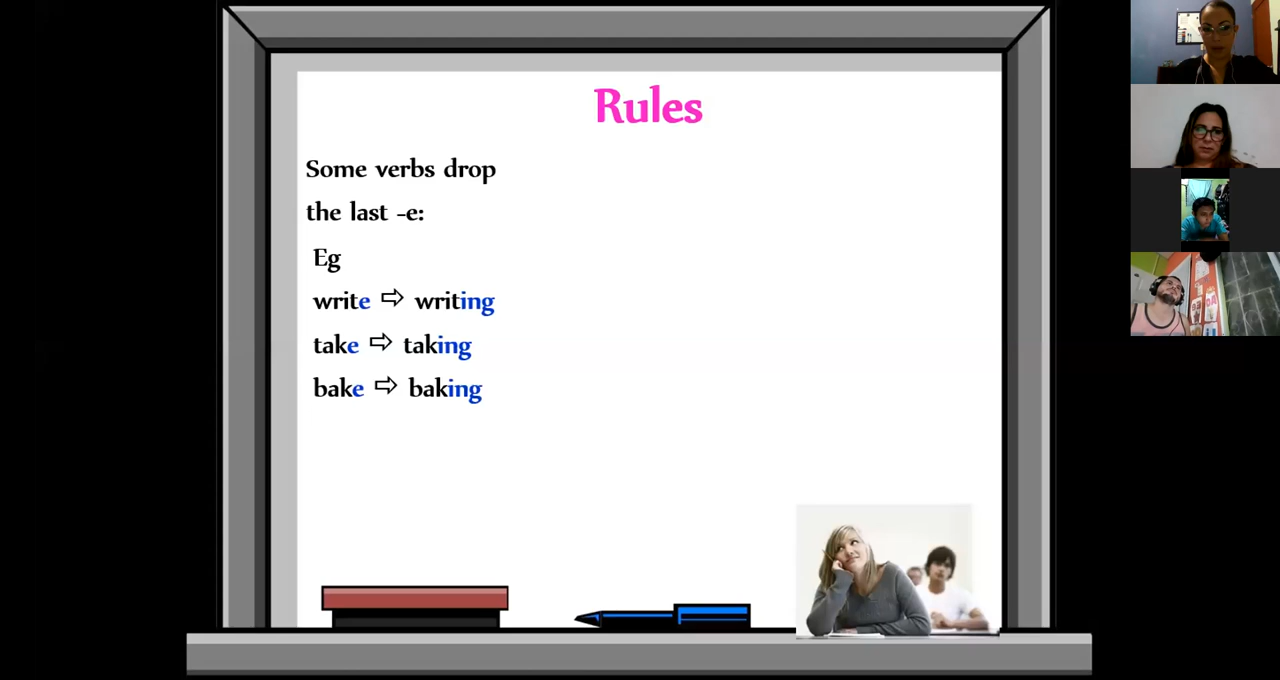 Rules
Some verbs drop
the last -e:
Eg
write ⇨ writing
take ⇨ taking
bake ⇨ baking